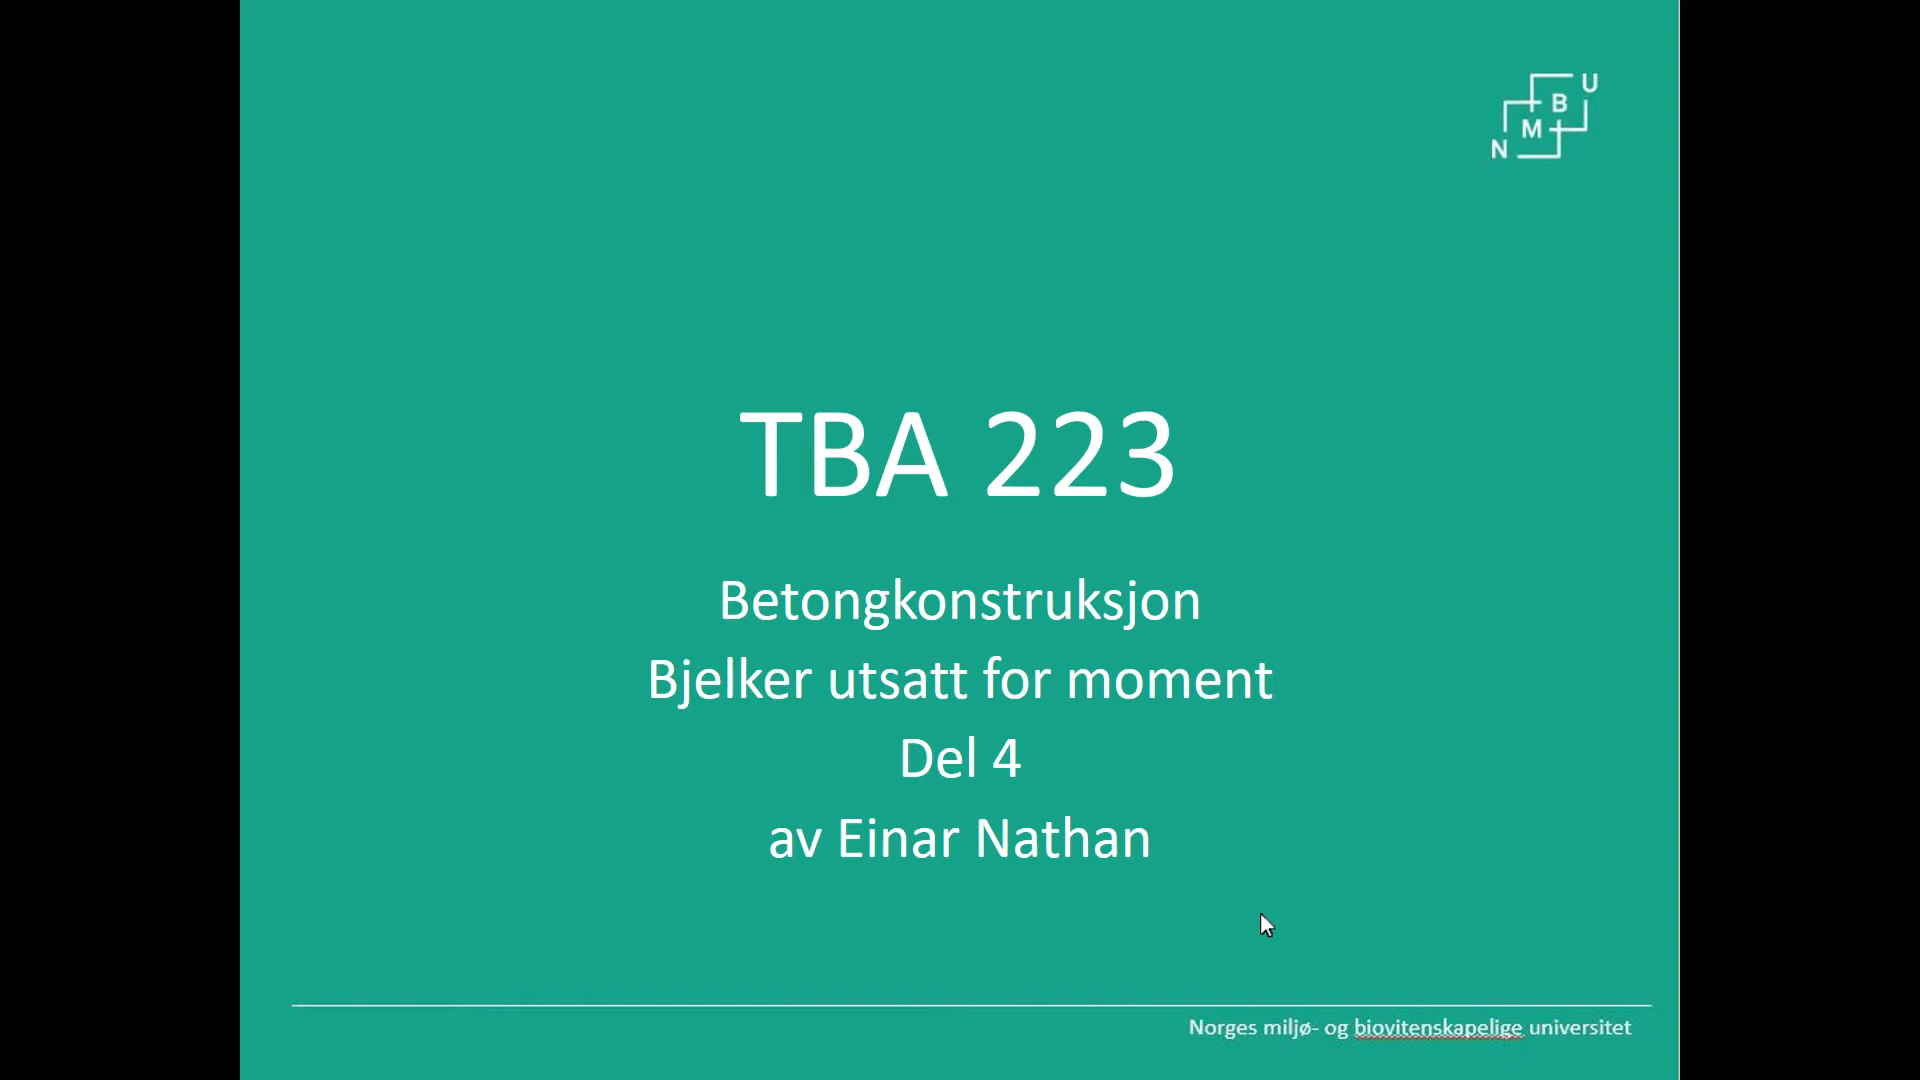 N M B U
TBA 223
Betongkonstruksjon
Bjelker utsatt for moment
Del 4
av Einar Nathan
Norges miljø- og biovitenskapelige universitet